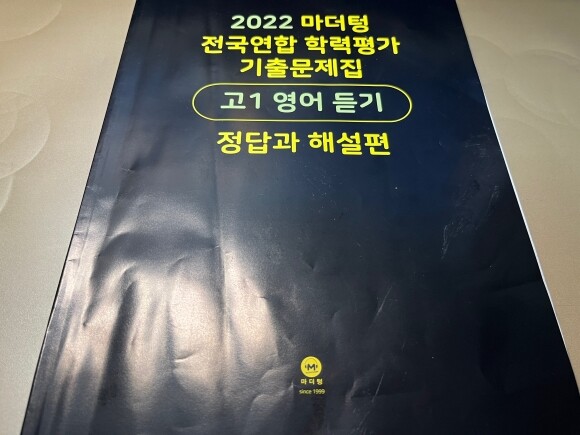 2022 마더텅
전국연합 학력평가
기출문제집
고1 영어 듣기
정답과 해설편
M
마더텅
since 1999